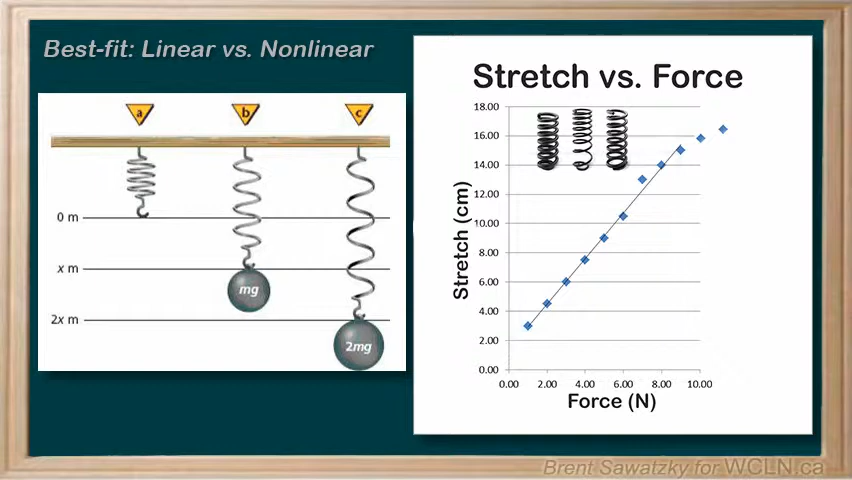 Best-fit: Linear vs. Nonlinear
a
b
c
0 m
x m
mg
2x m
2mg
Stretch vs. Force
18.00
16.00
14.00
12.00
10.00
8.00
6.00
4.00
2.00
0.00
Stretch (cm)
0.00 2.00 4.00 6.00 8.00 10.00
Force (N)
Brent Sawatzky for WCLN.ca